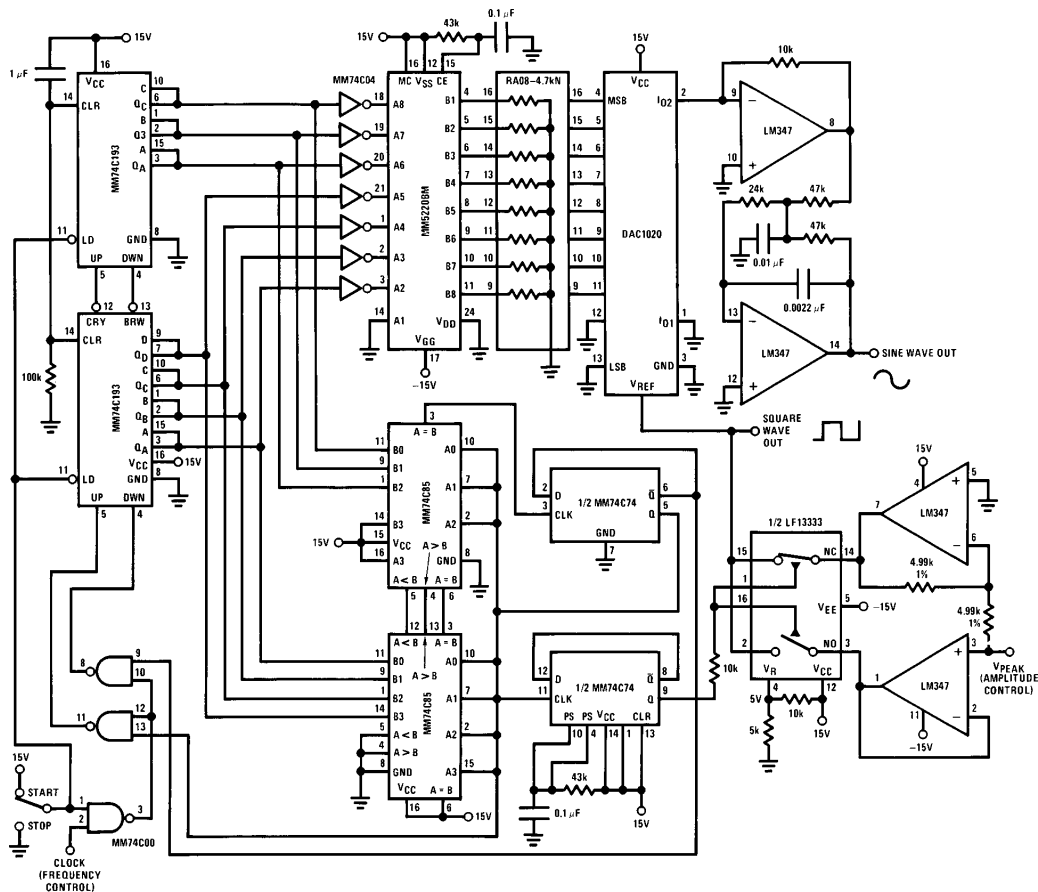 15V
16
VCC
1 μF
14
CLR
C 10
QC 6
B 1
Q3 2
A 15
QA 3
MM74C193
11
LD
GND 8
UP
DWN
5
4
12
13
CRY
BRW
14
CLR
100k
D 9
QD 7
C 10
QC 6
B 1
QB 2
A 15
QA 3
VCC 16
15V
GND 8
MM74C193
11
LD
UP
DWN
5
4
MM74C04
15V
43k
0.1 μF
16
12
15
MC
VSS
CE
18 A8
19 A7
20 A6
21 A5
1 A4
2 A3
3 A2
14 A1
MM5220BM
B1 4
B2 5
B3 6
B4 7
B5 8
B6 9
B7 10
B8 11
24
VDD
VGG
17
-15V
RA08-4.7kN
16
15
14
13
12
11
10
9
16
15
14
13
12
11
10
9
15V
VCC
4 MSB
5
6
7
8
9
10
11
12
13
LSB
DAC1020
IO2 2
IO1 1
GND 3
VREF
10k
9
10
−
+
LM347
8
24k
47k
47k
0.01 μF
0.0022 μF
13
12
−
+
LM347
14
SINE WAVE OUT
SQUARE
WAVE
OUT
3
A = B
11 B0
9 B1
1 B2
14 B3
15 VCC
16 A3
15V
MM74C85
A0 10
A1 7
A2 2
GND 8
A > B
A < B
A = B
5
4
6
12
13
3
A < B
A = B
A > B
11 B0
9 B1
1 B2
14 B3
5 A < B
4 A > B
8 GND
MM74C85
A0 10
A1 7
A2 2
A3 15
VCC
A = B
16
6
15V
2 D
3 CLK
1/2 MM74C74
Q̄ 6
Q 5
GND
7
12 D
11 CLK
1/2 MM74C74
Q̄ 8
Q 9
PS
PS
VCC
CLR
10
4
14
1
13
43k
0.1 μF
15V
10k
1/2 LF13333
15
1
16
2
NC 14
VEE 5
-15V
NO 3
VR
VCC
4
12
5V
10k
5k
15V
15V
4
7
LM347
+
5
−
6
4.99k
1%
4.99k
1%
VPEAK
(AMPLITUDE
CONTROL)
1
LM347
+
3
−
2
11
-15V
8
9
10
11
12
13
15V
START
STOP
1
2
3
MM74C00
CLOCK
(FREQUENCY
CONTROL)